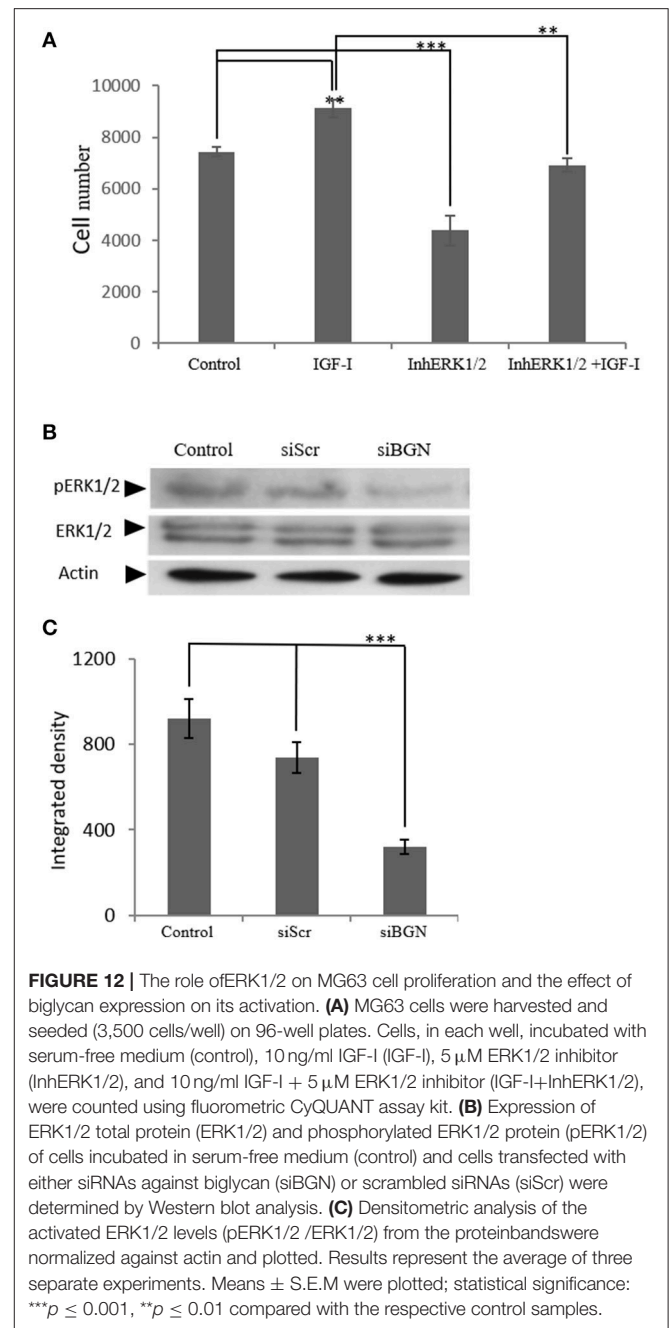 A
**
***
**
10000
8000
6000
4000
2000
0
Cell number
Control IGF-I InhERK1/2 InhERK1/2 +IGF-I
B
Control siScr siBGN
pERK1/2
ERK1/2
Actin
C
***
1200
800
400
0
Integrated density
Control siScr siBGN
FIGURE 12 | The role ofERK1/2 on MG63 cell proliferation and the effect of
biglycan expression on its activation. (A) MG63 cells were harvested and
seeded (3,500 cells/well) on 96-well plates. Cells, in each well, incubated with
serum-free medium (control), 10 ng/ml IGF-I (IGF-I), 5 μM ERK1/2 inhibitor
(InhERK1/2), and 10 ng/ml IGF-I + 5 μM ERK1/2 inhibitor (IGF-I+InhERK1/2),
were counted using fluorometric CyQUANT assay kit. (B) Expression of
ERK1/2 total protein (ERK1/2) and phosphorylated ERK1/2 protein (pERK1/2)
of cells incubated in serum-free medium (control) and cells transfected with
either siRNAs against biglycan (siBGN) or scrambled siRNAs (siScr) were
determined by Western blot analysis. (C) Densitometric analysis of the
activated ERK1/2 levels (pERK1/2 /ERK1/2) from the proteinbandswere
normalized against actin and plotted. Results represent the average of three
separate experiments. Means ± S.E.M were plotted; statistical significance:
***p ≤ 0.001, **p ≤ 0.01 compared with the respective control samples.